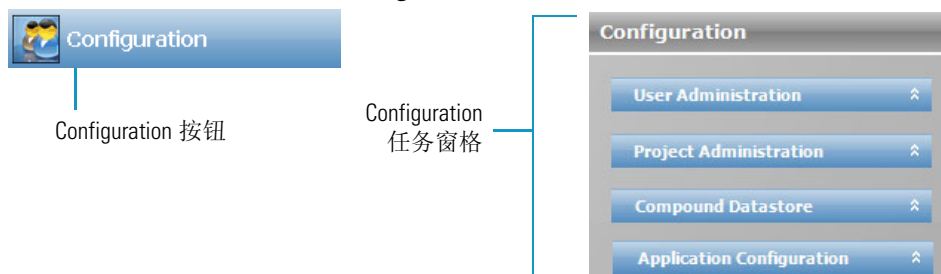 Configuration
Configuration 按钮
Configuration
任务窗格
Configuration
User Administration
Project Administration
Compound Datastore
Application Configuration